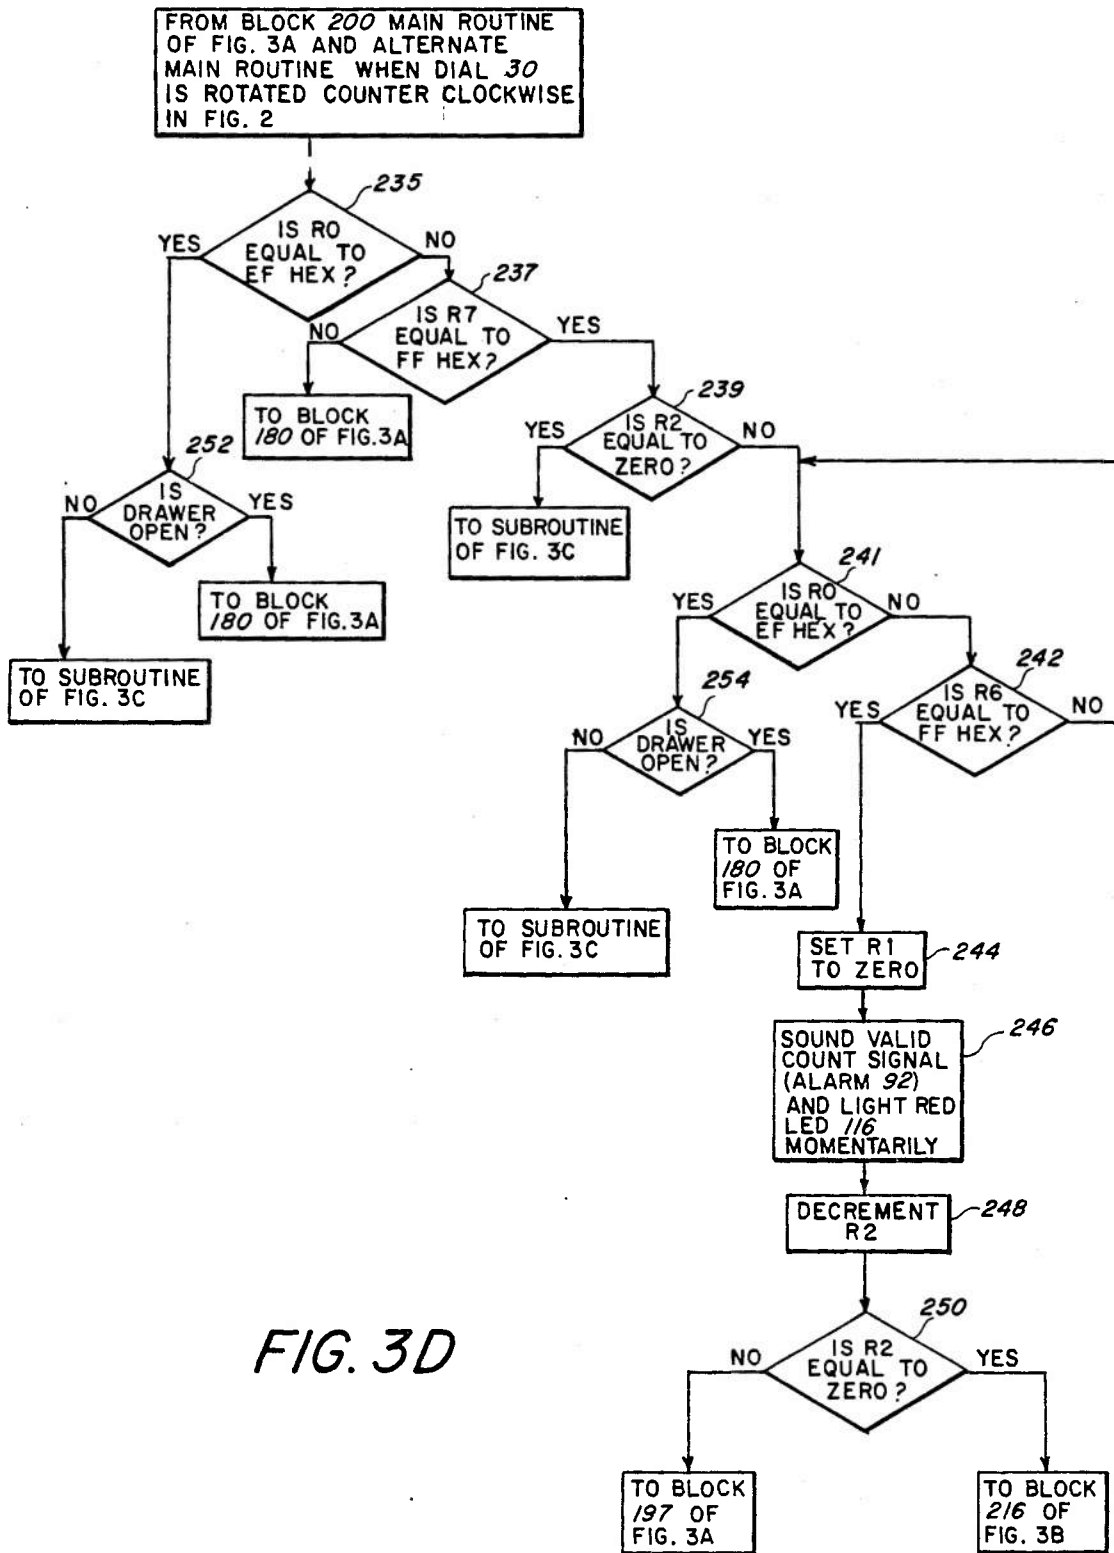 FROM BLOCK 200 MAIN ROUTINE
OF FIG. 3A AND ALTERNATE
MAIN ROUTINE WHEN DIAL 30
IS ROTATED COUNTER CLOCKWISE
IN FIG. 2
235
IS R0
EQUAL TO
EF HEX?
YES
NO
237
IS R7
EQUAL TO
FF HEX?
NO
YES
TO BLOCK
180 OF FIG.3A
239
IS R2
EQUAL TO
ZERO?
YES
NO
252
IS
DRAWER
OPEN?
NO
YES
TO SUBROUTINE
OF FIG. 3C
TO BLOCK
180 OF FIG.3A
TO SUBROUTINE
OF FIG. 3C
241
IS R0
EQUAL TO
EF HEX?
YES
NO
242
IS R6
EQUAL TO
FF HEX?
YES
NO
254
IS
DRAWER
OPEN?
NO
YES
TO BLOCK
180 OF
FIG.3A
TO SUBROUTINE
OF FIG. 3C
SET R1
TO ZERO
244
SOUND VALID
COUNT SIGNAL
(ALARM 92)
AND LIGHT RED
LED 116
MOMENTARILY
246
DECREMENT
R2
248
250
IS R2
EQUAL TO
ZERO?
NO
YES
TO BLOCK
197 OF
FIG. 3A
TO BLOCK
216 OF
FIG. 3B
FIG. 3D